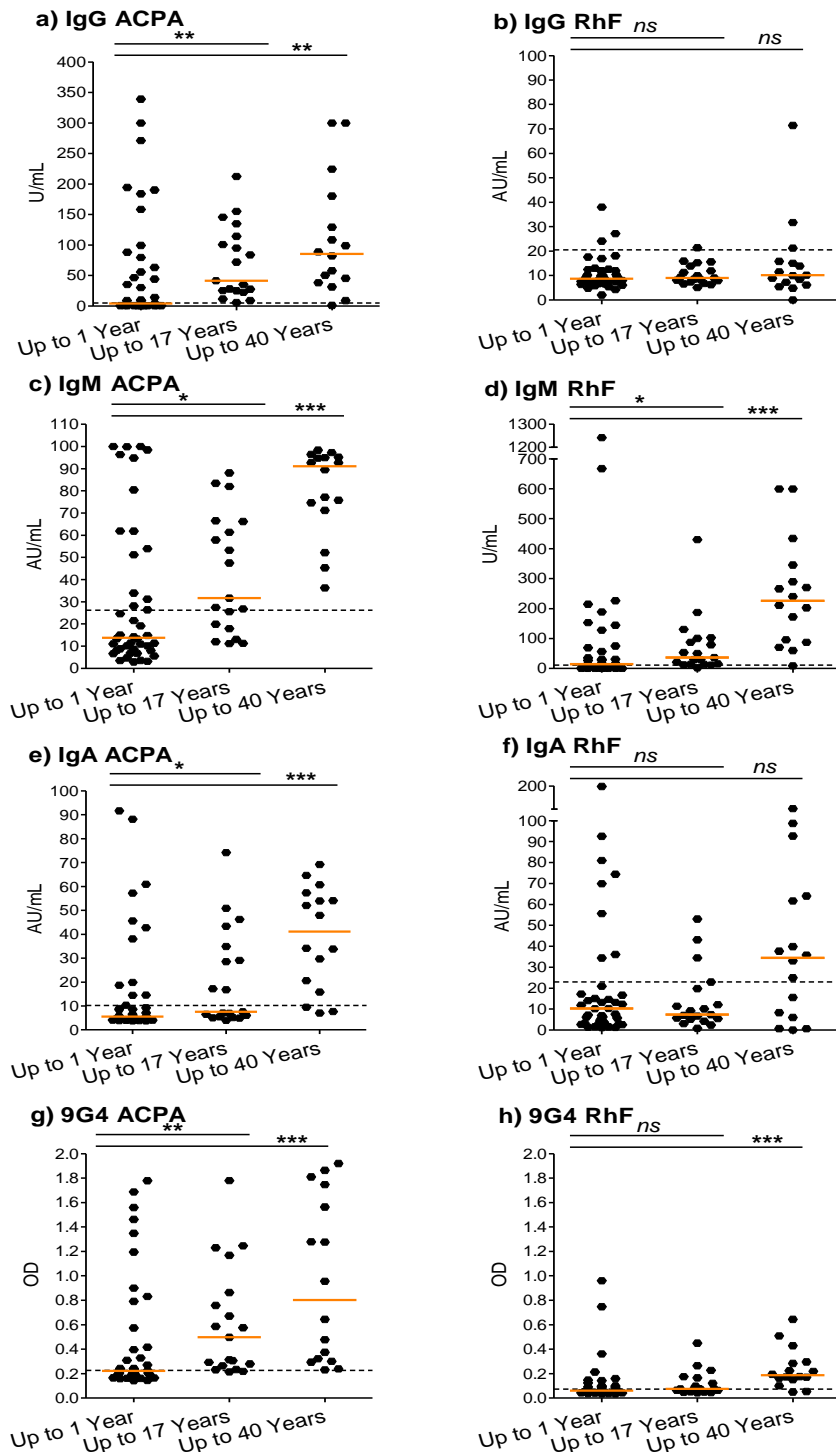 a) IgG ACPA
**
**
400
350
300
250
200
150
100
50
0
U/mL
Up to 1 Year
Up to 17 Years
Up to 40 Years
b) IgG RhF
ns
ns
100
90
80
70
60
50
40
30
20
10
0
AU/mL
Up to 1 Year
Up to 17 Years
Up to 40 Years
c) IgM ACPA
*
***
110
100
90
80
70
60
50
40
30
20
10
0
AU/mL
Up to 1 Year
Up to 17 Years
Up to 40 Years
d) IgM RhF
*
***
1300
1200
700
600
500
400
300
200
100
0
U/mL
Up to 1 Year
Up to 17 Years
Up to 40 Years
e) IgA ACPA
*
***
100
90
80
70
60
50
40
30
20
10
0
AU/mL
Up to 1 Year
Up to 17 Years
Up to 40 Years
f) IgA RhF
ns
ns
200
100
90
80
70
60
50
40
30
20
10
0
AU/mL
Up to 1 Year
Up to 17 Years
Up to 40 Years
g) 9G4 ACPA
**
***
2.0
1.8
1.6
1.4
1.2
1.0
0.8
0.6
0.4
0.2
0.0
OD
Up to 1 Year
Up to 17 Years
Up to 40 Years
h) 9G4 RhF
ns
***
2.0
1.8
1.6
1.4
1.2
1.0
0.8
0.6
0.4
0.2
0.0
OD
Up to 1 Year
Up to 17 Years
Up to 40 Years